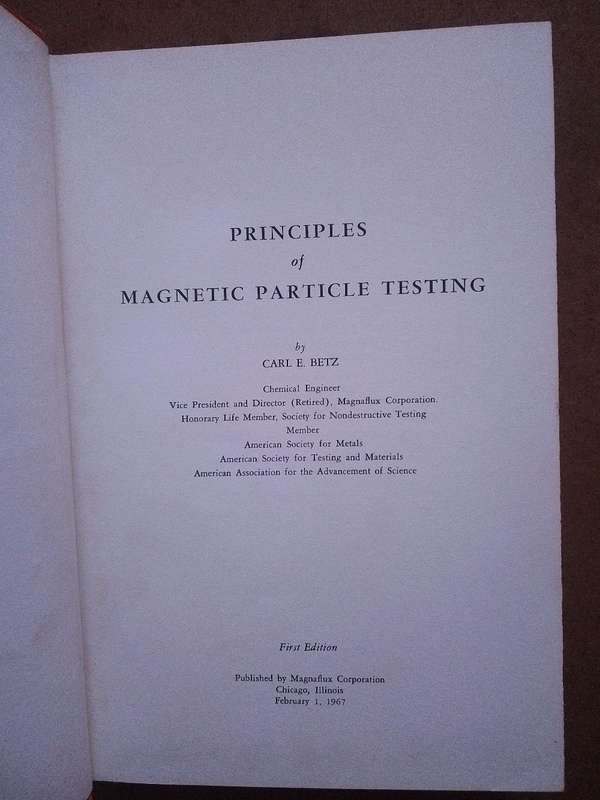 PRINCIPLES
of
MAGNETIC PARTICLE TESTING
by
CARL E. BETZ
Chemical Engineer
Vice President and Director (Retired), Magnaflux Corporation.
Honorary Life Member, Society for Nondestructive Testing
Member
American Society for Metals
American Society for Testing and Materials
American Association for the Advancement of Science
First Edition
Published by Magnaflux Corporation
Chicago, Illinois
February 1, 1967